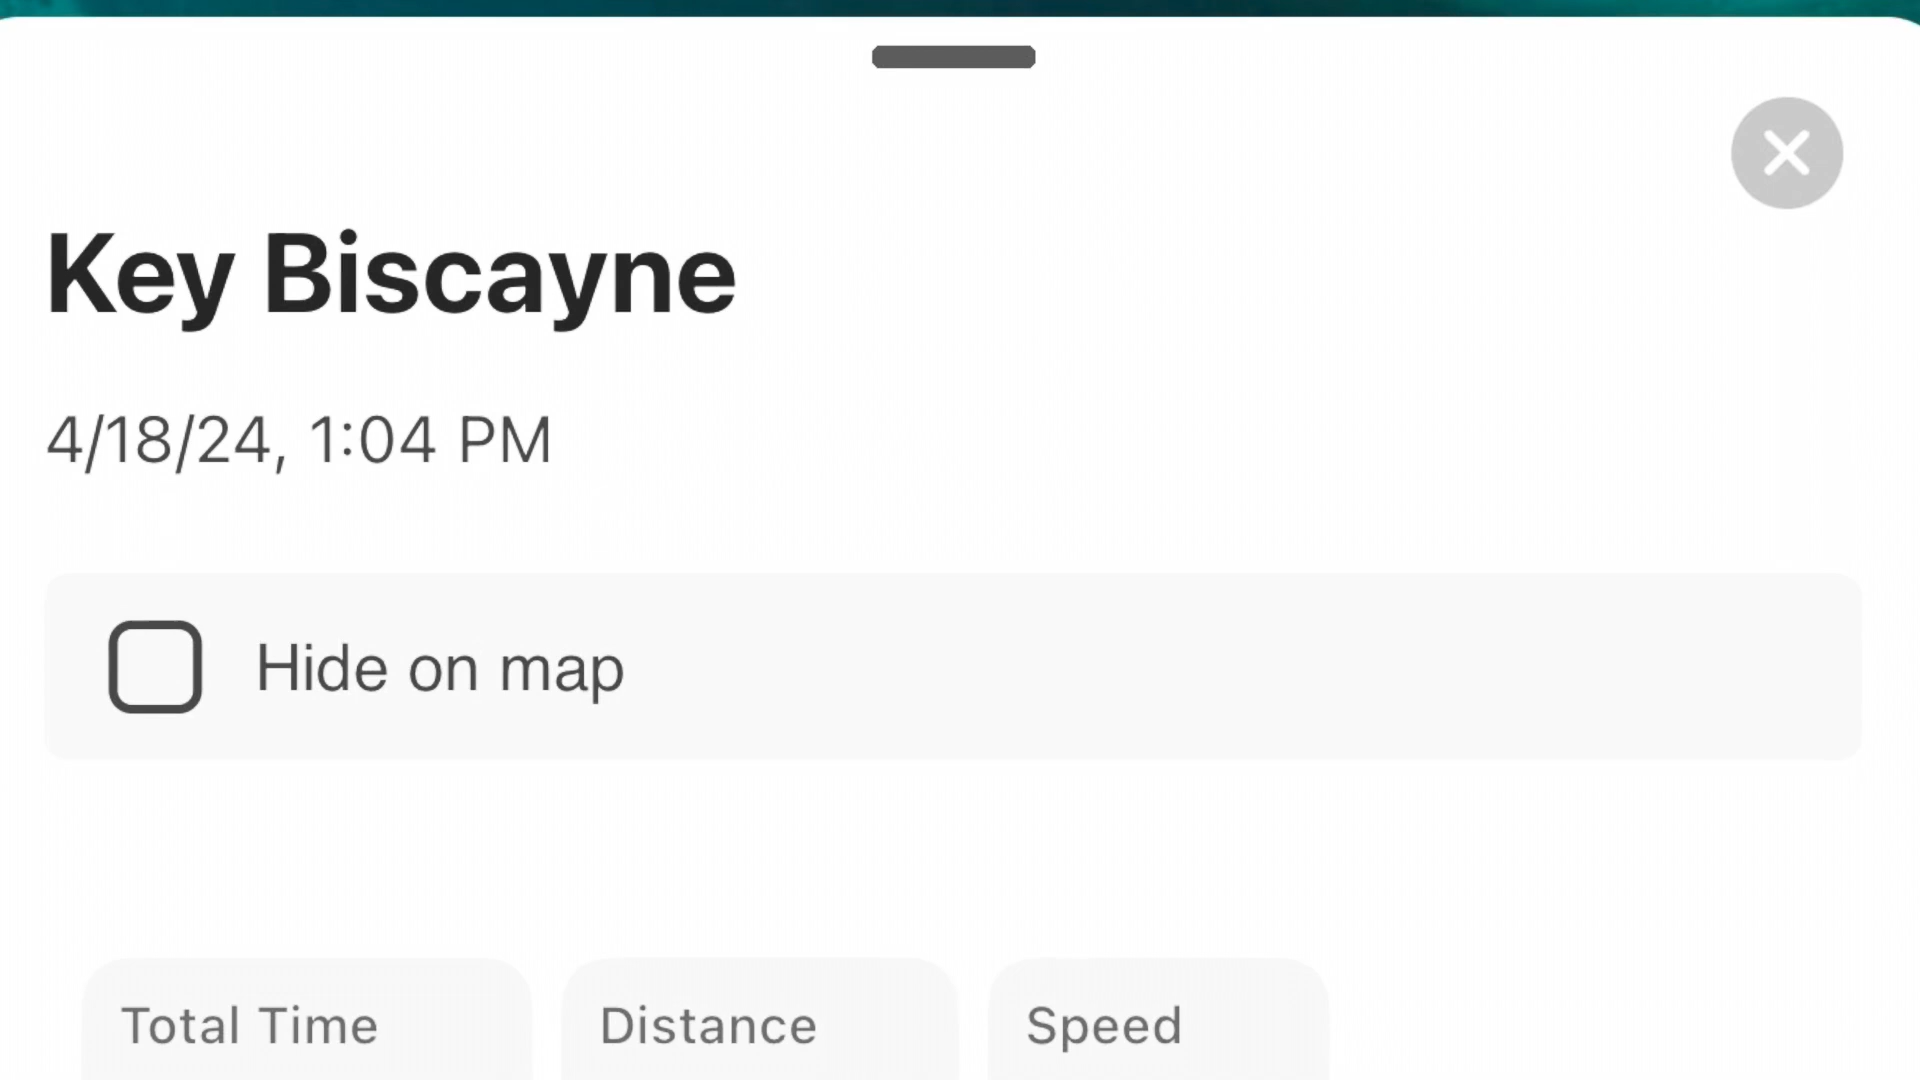 Key Biscayne
4/18/24, 1:04 PM
Hide on map
Total Time
Distance
Speed